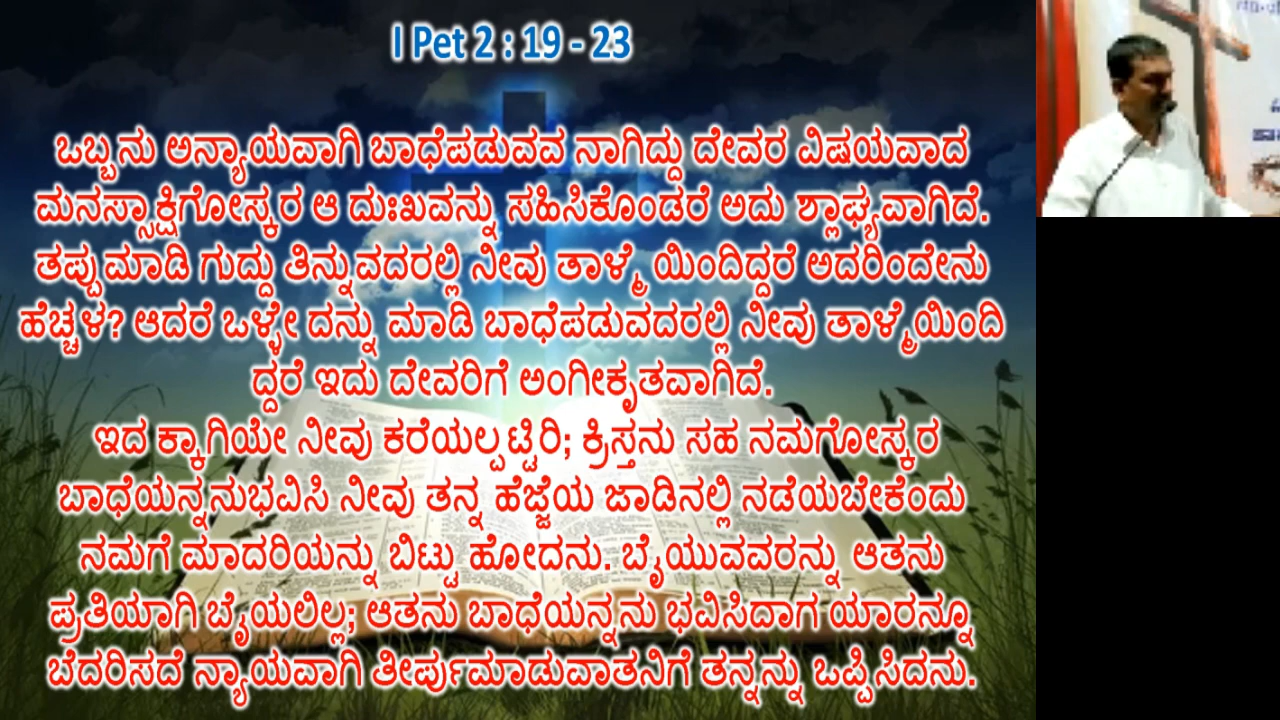 I Pet 2 : 19 - 23
ಒಬ್ಬನು ಅನ್ಯಾಯವಾಗಿ ಬಾಧೆಪಡುವವ ನಾಗಿದ್ದು ದೇವರ ವಿಷಯವಾದ
ಮನಸ್ಸಾಕ್ಷಿಗೋಸ್ಕರ ಆ ದುಃಖವನ್ನು ಸಹಿಸಿಕೊಂಡರೆ ಅದು ಶ್ಲಾಘ್ಯವಾಗಿದೆ.
ತಪ್ಪುಮಾಡಿ ಗುದ್ದು ತಿನ್ನುವದರಲ್ಲಿ ನೀವು ತಾಳ್ಮೆ ಯಿಂದಿದ್ದರೆ ಅದರಿಂದೇನು
ಹೆಚ್ಚಳ? ಆದರೆ ಒಳ್ಳೇ ದನ್ನು ಮಾಡಿ ಬಾಧೆಪಡುವದರಲ್ಲಿ ನೀವು ತಾಳ್ಮೆಯಿಂದಿ
ದ್ದರೆ ಇದು ದೇವರಿಗೆ ಅಂಗೀಕೃತವಾಗಿದೆ.
ಇದ ಕ್ಕಾಗಿಯೇ ನೀವು ಕರೆಯಲ್ಪಟ್ಟಿರಿ; ಕ್ರಿಸ್ತನು ಸಹ ನಮಗೋಸ್ಕರ
ಬಾಧೆಯನ್ನನುಭವಿಸಿ ನೀವು ತನ್ನ ಹೆಜ್ಜೆಯ ಜಾಡಿನಲ್ಲಿ ನಡೆಯಬೇಕೆಂದು
ನಮಗೆ ಮಾದರಿಯನ್ನು ಬಿಟ್ಟು ಹೋದನು. ಬೈಯುವವರನ್ನು ಆತನು
ಪ್ರತಿಯಾಗಿ ಬೈಯಲಿಲ್ಲ; ಆತನು ಬಾಧೆಯನ್ನನು ಭವಿಸಿದಾಗ ಯಾರನ್ನೂ
ಬೆದರಿಸದೆ ನ್ಯಾಯವಾಗಿ ತೀರ್ಪುಮಾಡುವಾತನಿಗೆ ತನ್ನನ್ನು ಒಪ್ಪಿಸಿದನು.